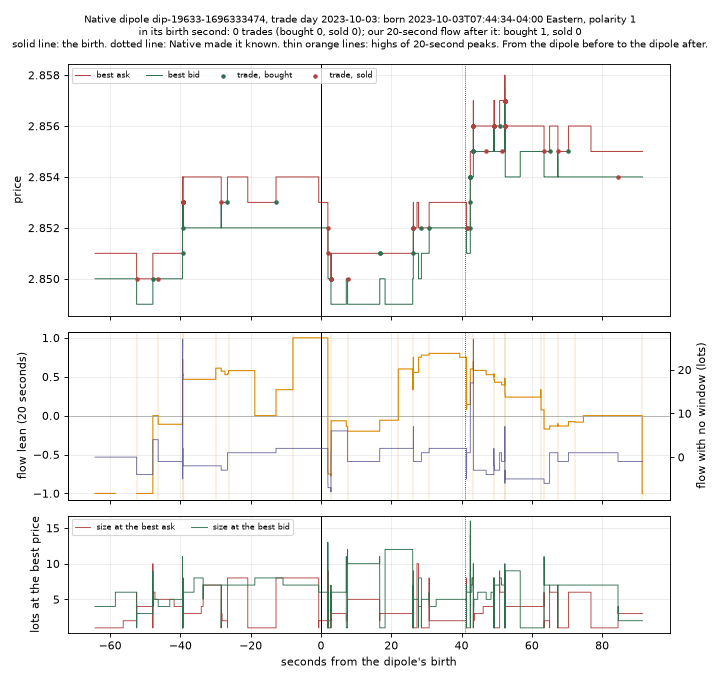 Native dipole dip-19633-1696333474, trade day 2023-10-03: born 2023-10-03T07:44:34-04:00 Eastern, polarity 1
in its birth second: 0 trades (bought 0, sold 0); our 20-second flow after it: bought 1, sold 0
solid line: the birth. dotted line: Native made it known. thin orange lines: highs of 20-second peaks. From the dipole before to the dipole after.
best ask
best bid
trade, bought
trade, sold
2.858
2.856
2.854
2.852
2.850
price
1.0
0.5
0.0
−0.5
−1.0
flow lean (20 seconds)
20
10
0
flow with no window (lots)
size at the best ask
size at the best bid
15
10
5
lots at the best price
−60
−40
−20
0
20
40
60
80
seconds from the dipole's birth